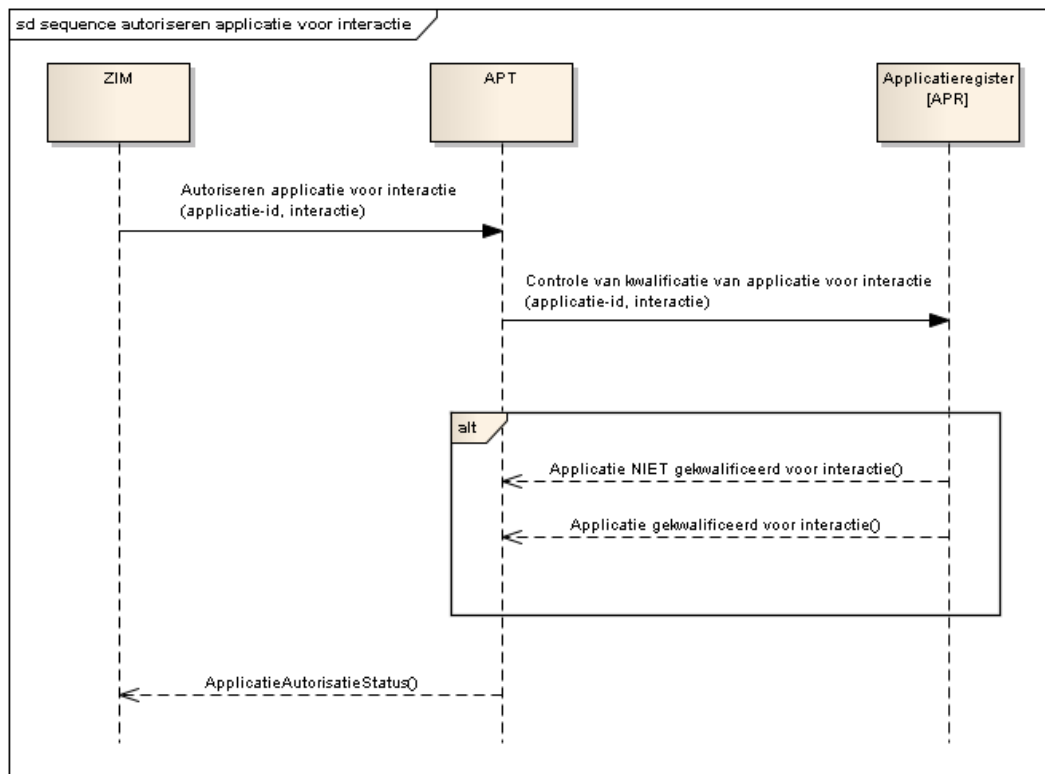 sd sequence autoriseren applicatie voor interactie
ZIM
APT
Applicatieregister
[APR]
Autoriseren applicatie voor interactie
(applicatie-id, interactie)
Controle van kwalificatie van applicatie voor interactie
(applicatie-id, interactie)
alt
Applicatie NIET gekwalificeerd voor interactie()
Applicatie gekwalificeerd voor interactie()
ApplicatieAutorisatieStatus()